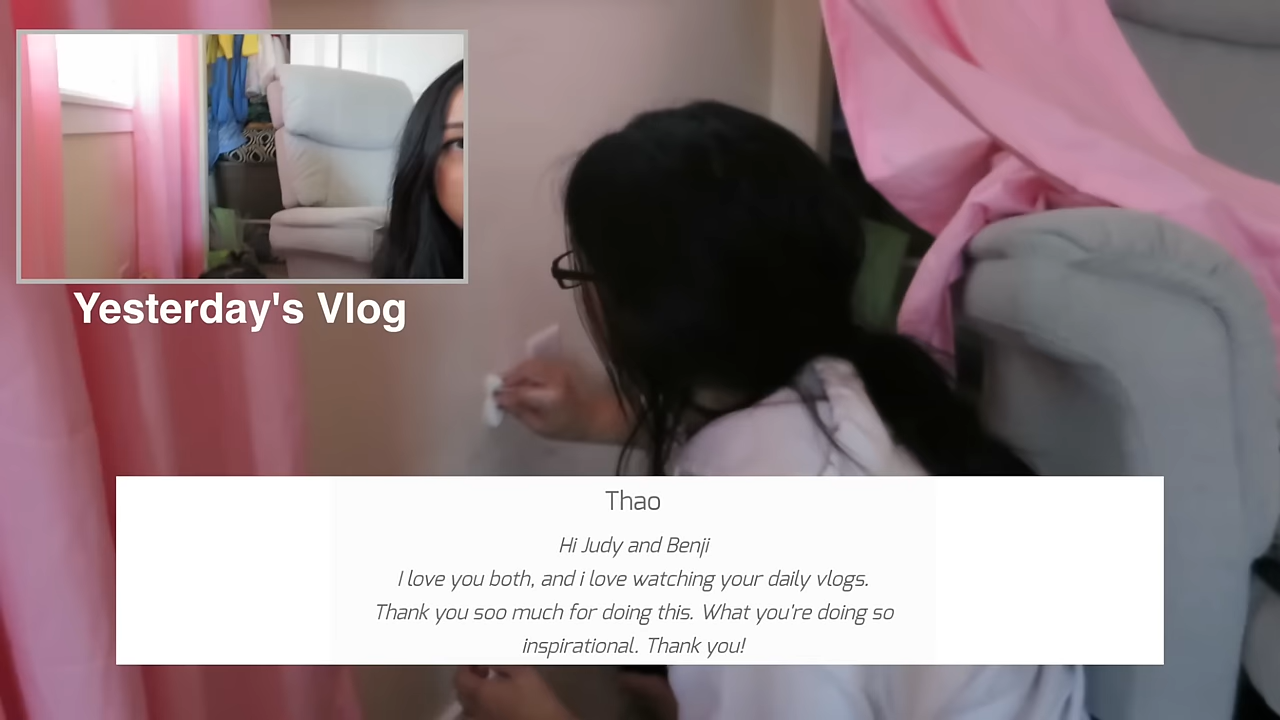 Yesterday's Vlog
Thao
Hi Judy and Benji
I love you both, and i love watching your daily vlogs.
Thank you soo much for doing this. What you're doing so
inspirational. Thank you!